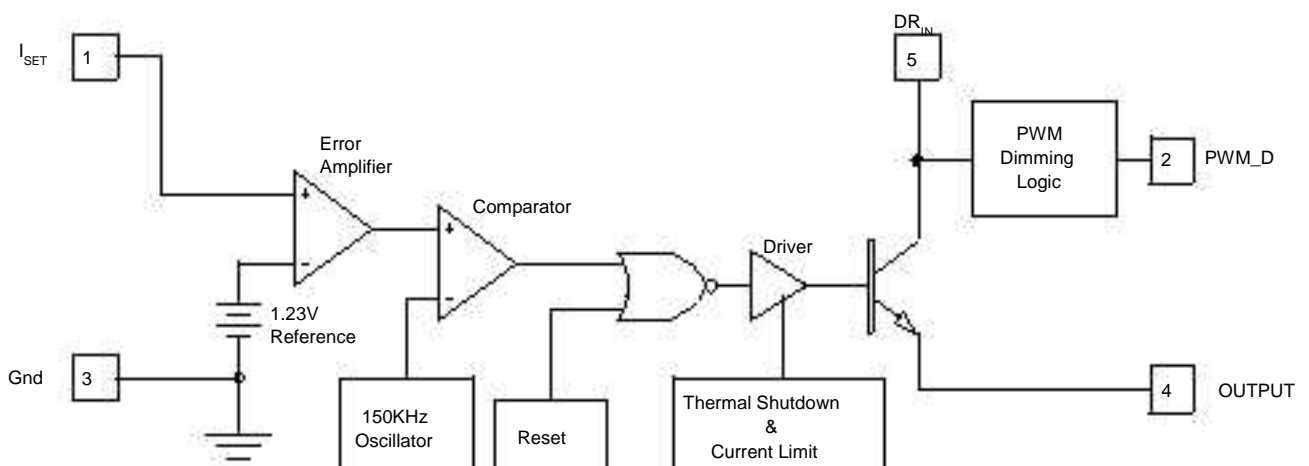 I_SET
1
DR_IN
5
PWM
Dimming
Logic
2
PWM_D
Error
Amplifier
+
-
Comparator
+
-
Driver
1.23V
Reference
Gnd
3
150KHz
Oscillator
Reset
Thermal Shutdown
&
Current Limit
4
OUTPUT